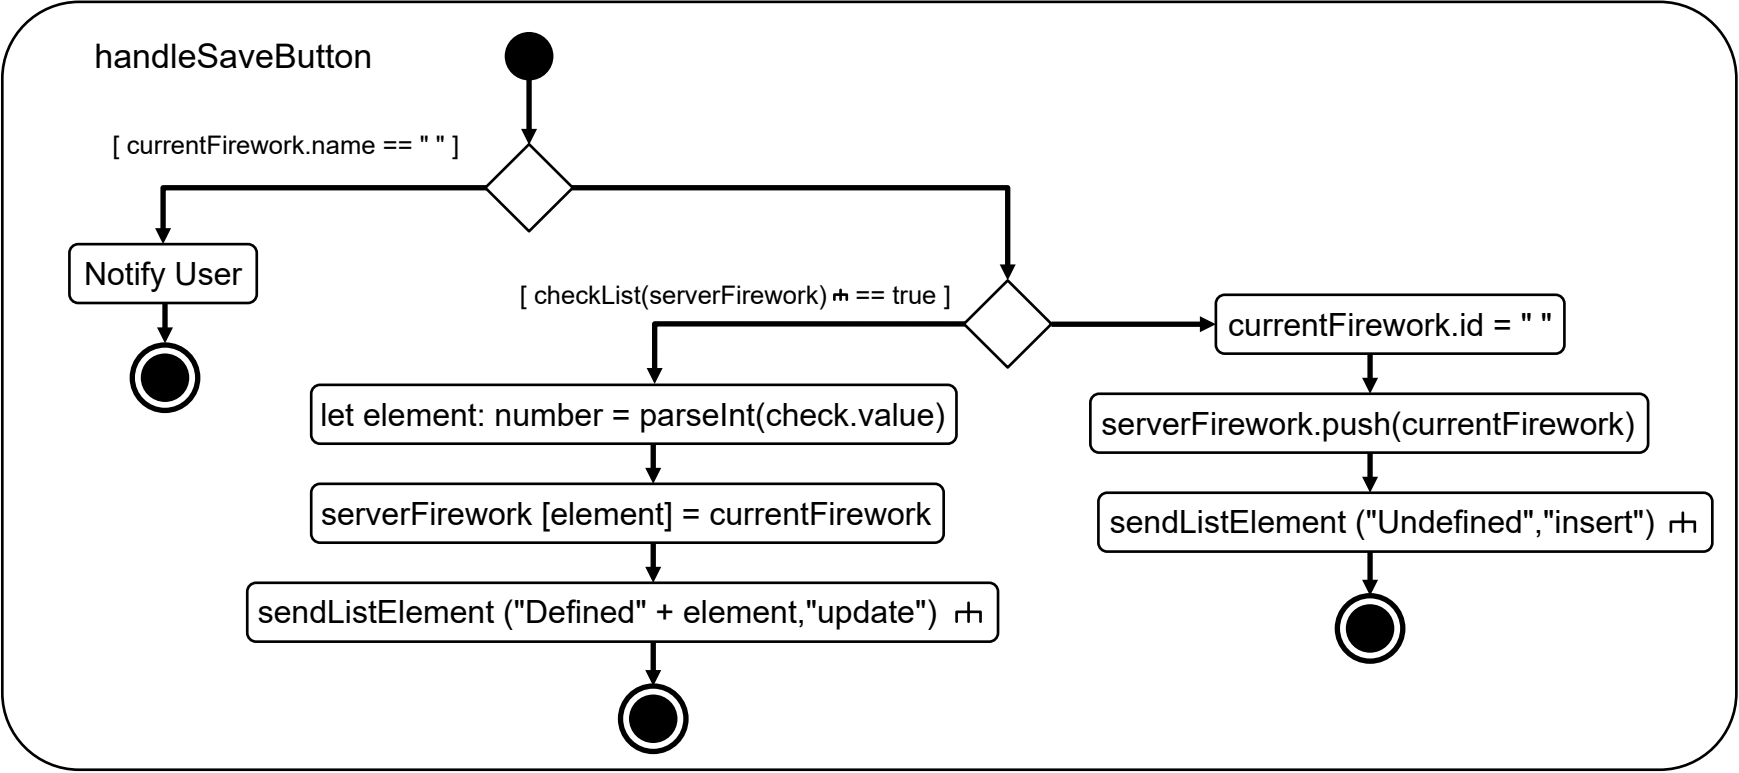 handleSaveButton
[ currentFirework.name == " " ]
Notify User
[ checkList(serverFirework) == true ]
currentFirework.id = " "
let element: number = parseInt(check.value)
serverFirework.push(currentFirework)
serverFirework [element] = currentFirework
sendListElement ("Undefined","insert")
sendListElement ("Defined" + element,"update")